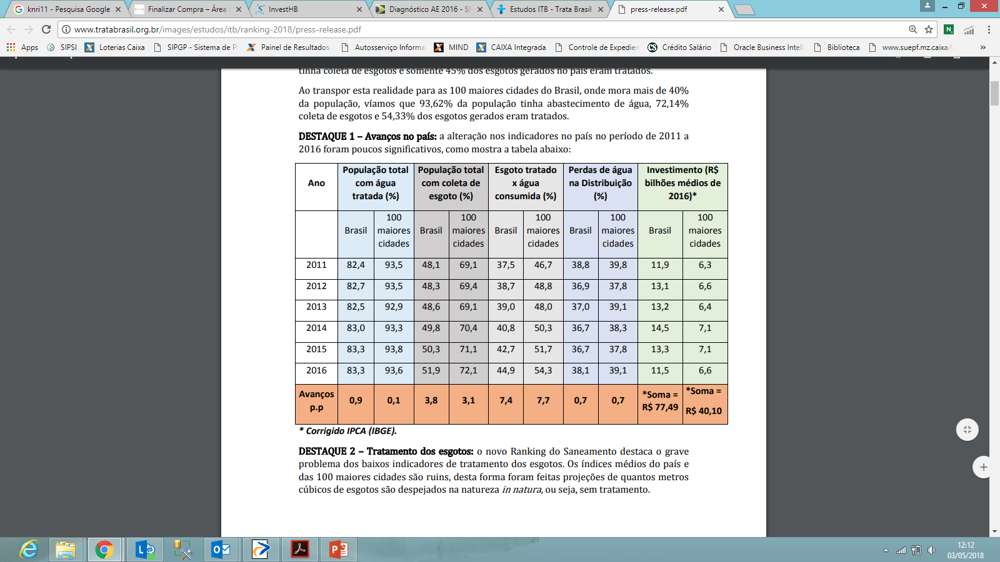 knri11 - Pesquisa Google
Finalizar Compra – Área
InvestHB
Diagnóstico AE 2016 - SN
Estudos ITB - Trata Brasil
press-release.pdf
www.tratabrasil.org.br/images/estudos/itb/ranking-2018/press-release.pdf
Apps SIPSI Loterias Caixa SIPGP - Sistema de P Painel de Resultados Autosserviço Informa MIND CAIXA Integrada Controle de Expedien Crédito Salário Oracle Business Intell Biblioteca www.suepf.mz.caixa/ »
tinha coleta de esgotos e somente 45% dos esgotos gerados no país eram tratados.
Ao transpor esta realidade para as 100 maiores cidades do Brasil, onde mora mais de 40%
da população, víamos que 93,62% da população tinha abastecimento de água, 72,14%
coleta de esgotos e 54,33% dos esgotos gerados eram tratados.
DESTAQUE 1 – Avanços no país: a alteração nos indicadores no país no período de 2011 a
2016 foram poucos significativos, como mostra a tabela abaixo:
Ano
População total
com água
tratada (%)
População total
com coleta de
esgoto (%)
Esgoto tratado
x água
consumida (%)
Perdas de água
na Distribuição
(%)
Investimento (R$
bilhões médios de
2016)*
Brasil
100
maiores
cidades
Brasil
100
maiores
cidades
Brasil
100
maiores
cidades
Brasil
100
maiores
cidades
Brasil
100
maiores
cidades
2011 82,4 93,5 48,1 69,1 37,5 46,7 38,8 39,8 11,9 6,3
2012 82,7 93,5 48,3 69,4 38,7 48,8 36,9 37,8 13,1 6,6
2013 82,5 92,9 48,6 69,1 39,0 48,0 37,0 39,1 13,2 6,4
2014 83,0 93,3 49,8 70,4 40,8 50,3 36,7 38,3 14,5 7,1
2015 83,3 93,8 50,3 71,1 42,7 51,7 36,7 37,8 13,3 7,1
2016 83,3 93,6 51,9 72,1 44,9 54,3 38,1 39,1 11,5 6,6
Avanços
p.p
0,9 0,1 3,8 3,1 7,4 7,7 0,7 0,7
*Soma =
R$ 77,49
*Soma =
R$ 40,10
* Corrigido IPCA (IBGE).
DESTAQUE 2 – Tratamento dos esgotos: o novo Ranking do Saneamento destaca o grave
problema dos baixos indicadores de tratamento dos esgotos. Os índices médios do país e
das 100 maiores cidades são ruins, desta forma foram feitas projeções de quantos metros
cúbicos de esgotos são despejados na natureza in natura, ou seja, sem tratamento.
12:12
03/05/2018